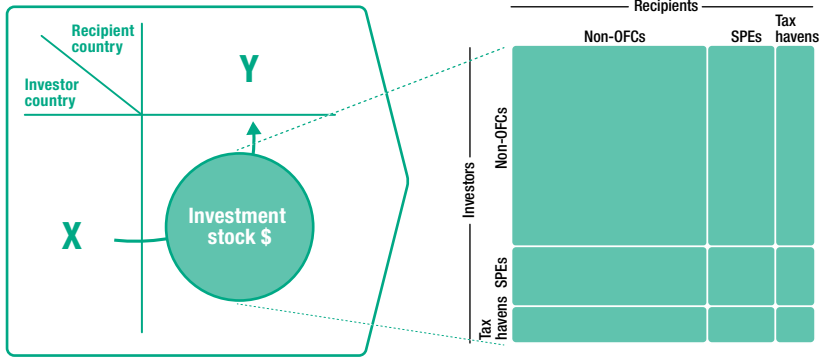 Recipient
country
Investor
country
Y
X
Investment
stock $
Recipients
Non-OFCs
SPEs
Tax
havens
Investors
Non-OFCs
SPEs
Tax
havens